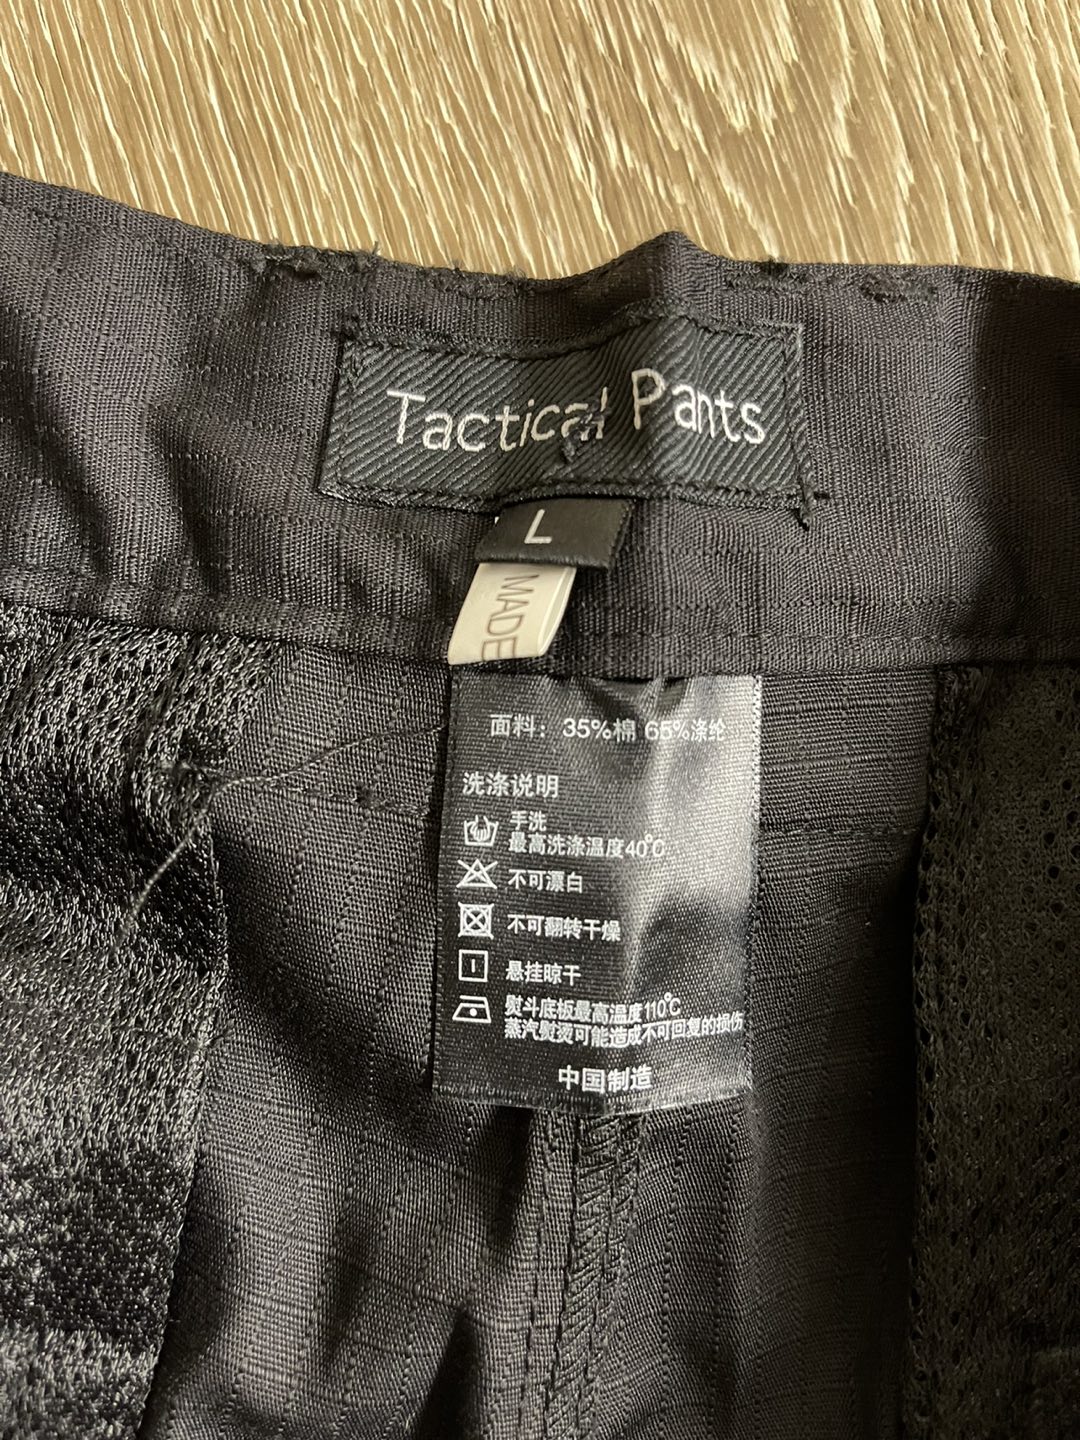 Tactical Pants
L
MADE
面料：35%棉 65%涤纶
洗涤说明
手洗
最高洗涤温度40℃
不可漂白
不可翻转干燥
悬挂晾干
熨斗底板最高温度110℃
蒸汽熨烫可能造成不可回复的损伤
中国制造